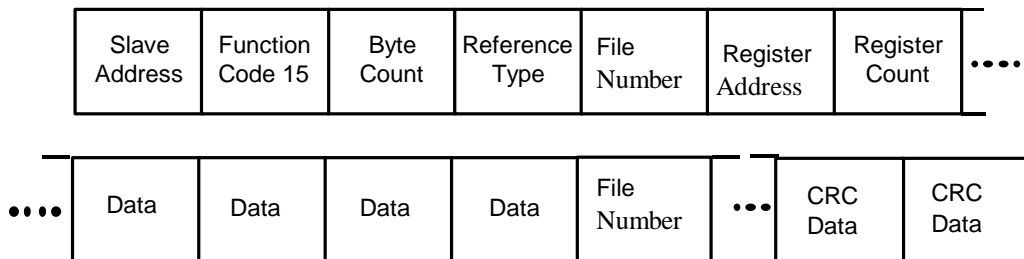 Slave Address
Function Code 15
Byte Count
Reference Type
File Number
Register Address
Register Count
Data
Data
Data
Data
File Number
CRC Data
CRC Data